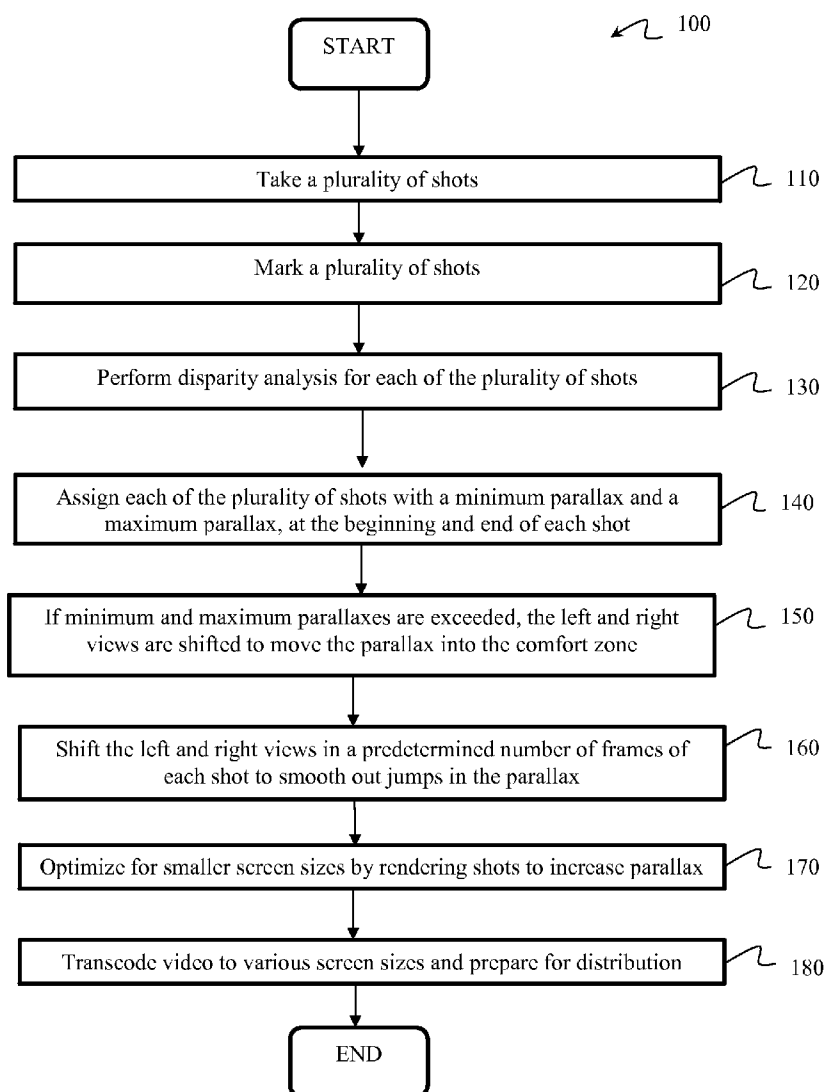 100
START
Take a plurality of shots
110
Mark a plurality of shots
120
Perform disparity analysis for each of the plurality of shots
130
Assign each of the plurality of shots with a minimum parallax and a
maximum parallax, at the beginning and end of each shot
140
If minimum and maximum parallaxes are exceeded, the left and right
views are shifted to move the parallax into the comfort zone
150
Shift the left and right views in a predetermined number of frames of
each shot to smooth out jumps in the parallax
160
Optimize for smaller screen sizes by rendering shots to increase parallax
170
Transcode video to various screen sizes and prepare for distribution
180
END